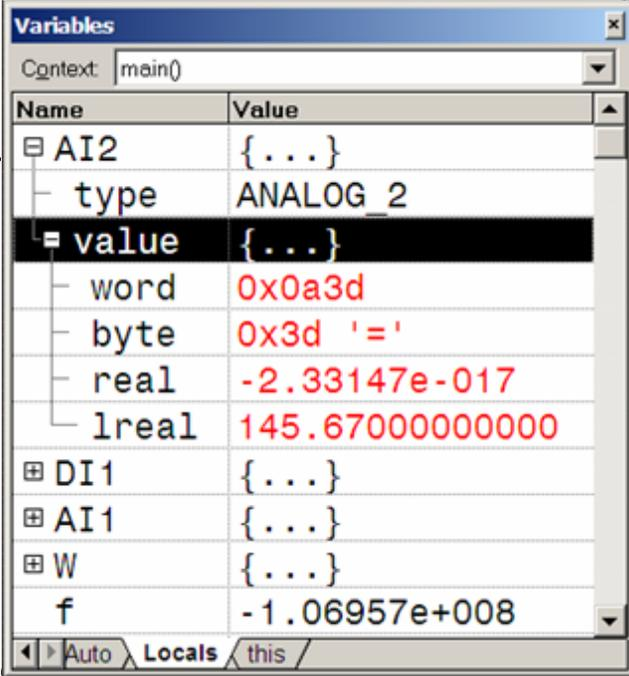 Variables
Context: main()
Name Value
AI2 {...}
type ANALOG_2
value {...}
word 0x0a3d
byte 0x3d '='
real -2.33147e-017
lreal 145.67000000000
DI1 {...}
AI1 {...}
W {...}
f -1.06957e+008
Auto Locals this